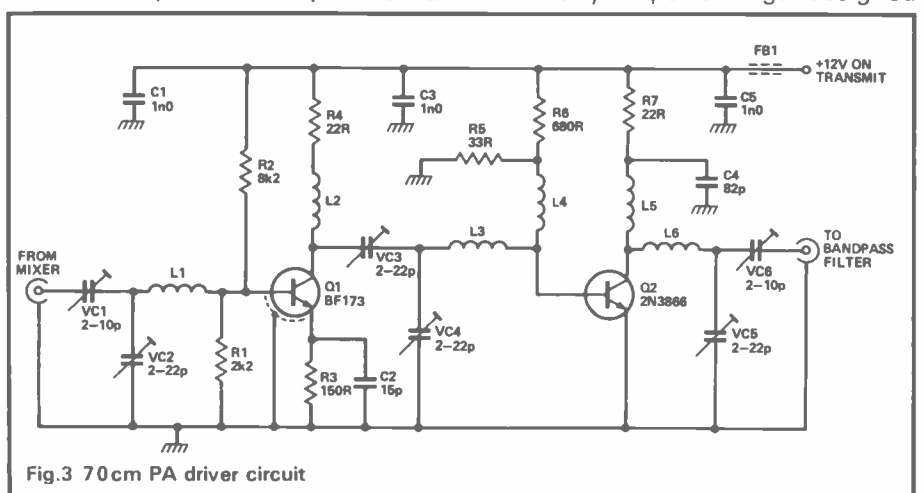 FB1
+12V ON
TRANSMIT
C1
1n0
C3
1n0
C5
1n0
R4
22R
R6
680R
R7
22R
R5
33R
R2
8k2
C4
82p
L2
L4
L5
L3
L6
FROM
MIXER
TO
BANDPASS
FILTER
L1
VC3
2–22p
Q1
BF173
Q2
2N3866
VC6
2–10p
VC1
2–10p
VC2
2–22p
R1
2k2
VC4
2–22p
VC5
2–22p
R3
150R
C2
15p
Fig.3 70cm PA driver circuit